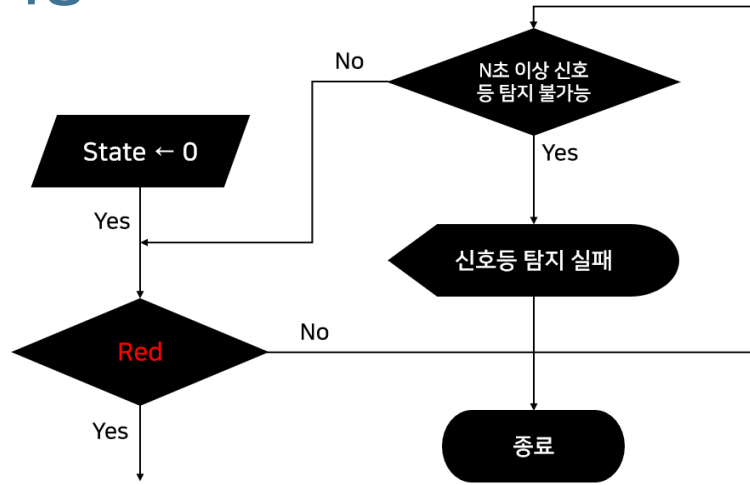 No
N초 이상 신호
등 탐지 불가능
State ← 0
Yes
Yes
신호등 탐지 실패
Red
No
Yes
종료